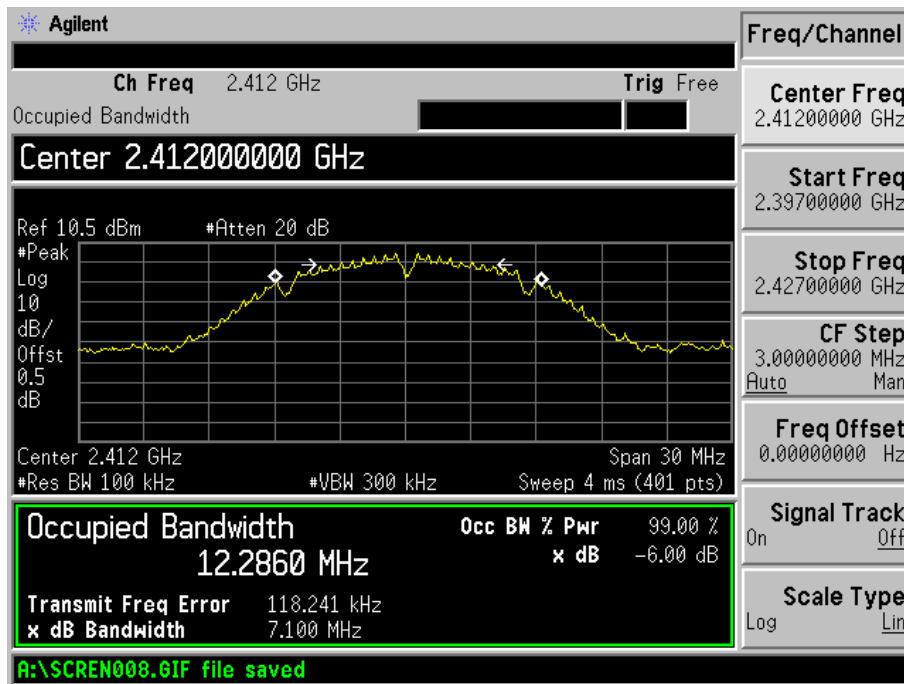 Agilent
Freq/Channel
Ch Freq 2.412 GHz Trig Free
Occupied Bandwidth
Center 2.412000000 GHz
Ref 10.5 dBm #Atten 20 dB
#Peak
Log
10
dB/
Offst
0.5
dB
Center 2.412 GHz Span 30 MHz
#Res BW 100 kHz #VBW 300 kHz Sweep 4 ms (401 pts)
Occupied Bandwidth Occ BW % Pwr 99.00 %
12.2860 MHz x dB -6.00 dB
Transmit Freq Error 118.241 kHz
x dB Bandwidth 7.100 MHz
A:\SCREN008.GIF file saved
Center Freq
2.41200000 GHz
Start Freq
2.39700000 GHz
Stop Freq
2.42700000 GHz
CF Step
3.00000000 MHz
Auto Man
Freq Offset
0.00000000 Hz
Signal Track
On Off
Scale Type
Log Lin